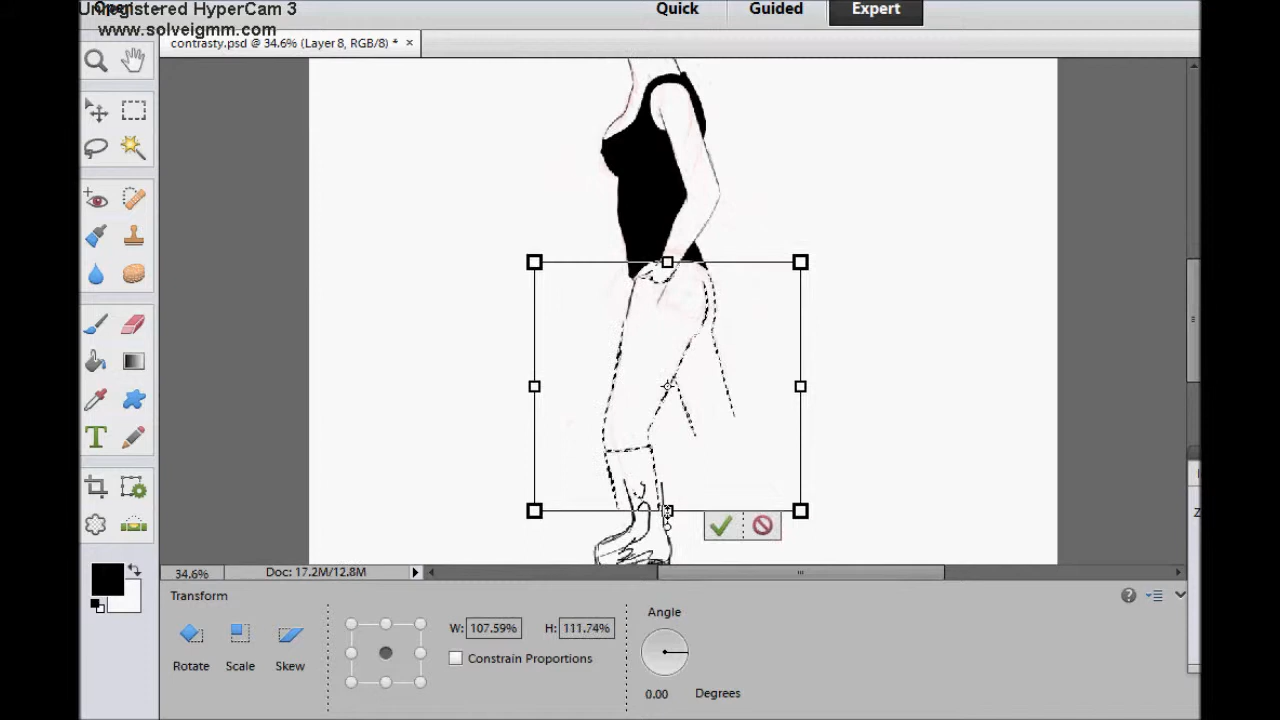 Unregistered HyperCam 3
www.solveigmm.com
Quick Guided Expert
contrasty.psd @ 34.6% (Layer 8, RGB/8) * ×
T
34.6% Doc: 17.2M/12.8M
Transform
Angle
W: 107.59% H: 111.74%
Constrain Proportions
Rotate Scale Skew
0.00 Degrees